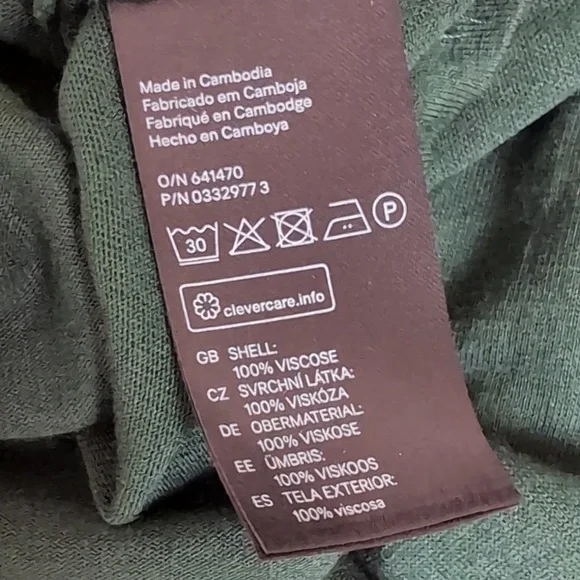 Made in Cambodia
Fabricado em Camboja
Fabriqué en Cambodge
Hecho en Camboya
O/N 641470
P/N 0332977 3
30 P
clevercare.info
GB SHELL:
100% VISCOSE
CZ SVRCHNÍ LÁTKA:
100% VISKÓZA
DE OBERMATERIAL:
100% VISKOSE
EE ÜMBRIS:
100% VISKOOS
ES TELA EXTERIOR:
100% viscosa